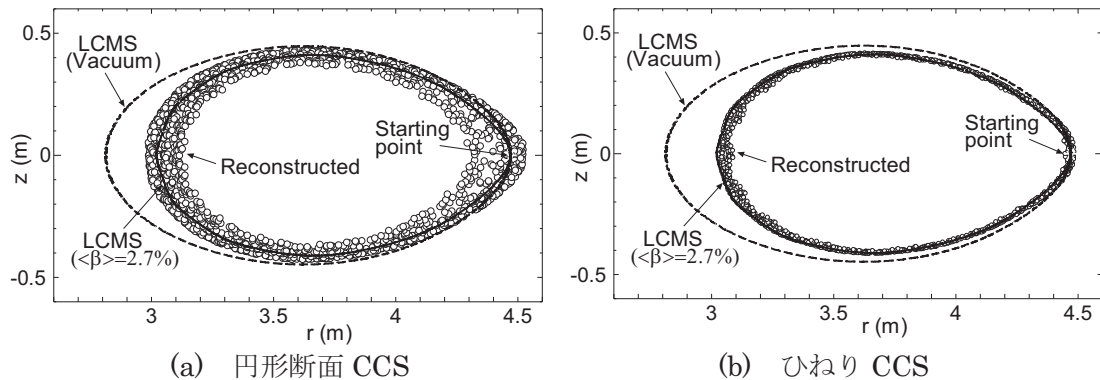 LCMS
(Vacuum)
Starting
point
Reconstructed
LCMS
(<β>=2.7%)
z (m)
0.5
0
-0.5
3
3.5
4
4.5
r (m)
(a) 円形断面 CCS
LCMS
(Vacuum)
Starting
point
Reconstructed
LCMS
(<β>=2.7%)
z (m)
0.5
0
-0.5
3
3.5
4
4.5
r (m)
(b) ひねり CCS